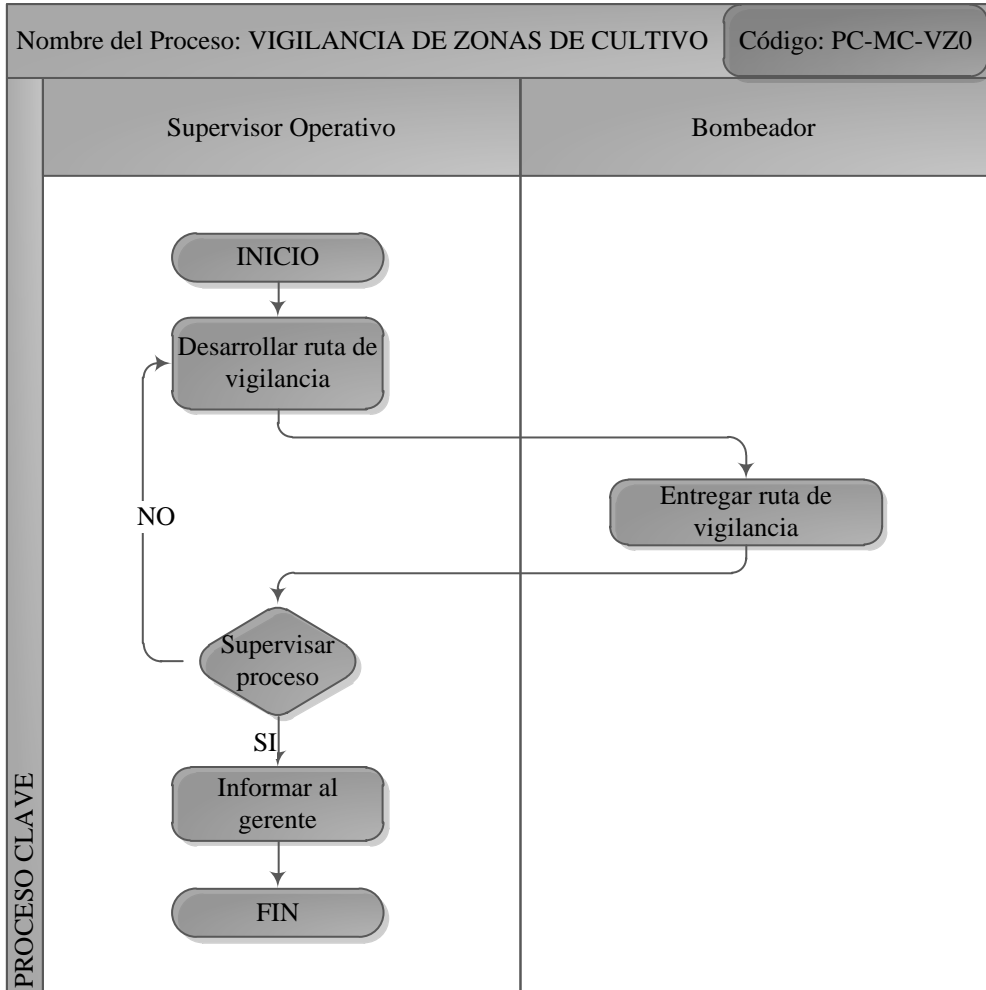 Nombre del Proceso: VIGILANCIA DE ZONAS DE CULTIVO
Código: PC-MC-VZ0
Supervisor Operativo
Bombeador
INICIO
Desarrollar ruta de
vigilancia
Entregar ruta de
vigilancia
NO
Supervisar
proceso
SI
Informar al
gerente
FIN
PROCESO CLAVE